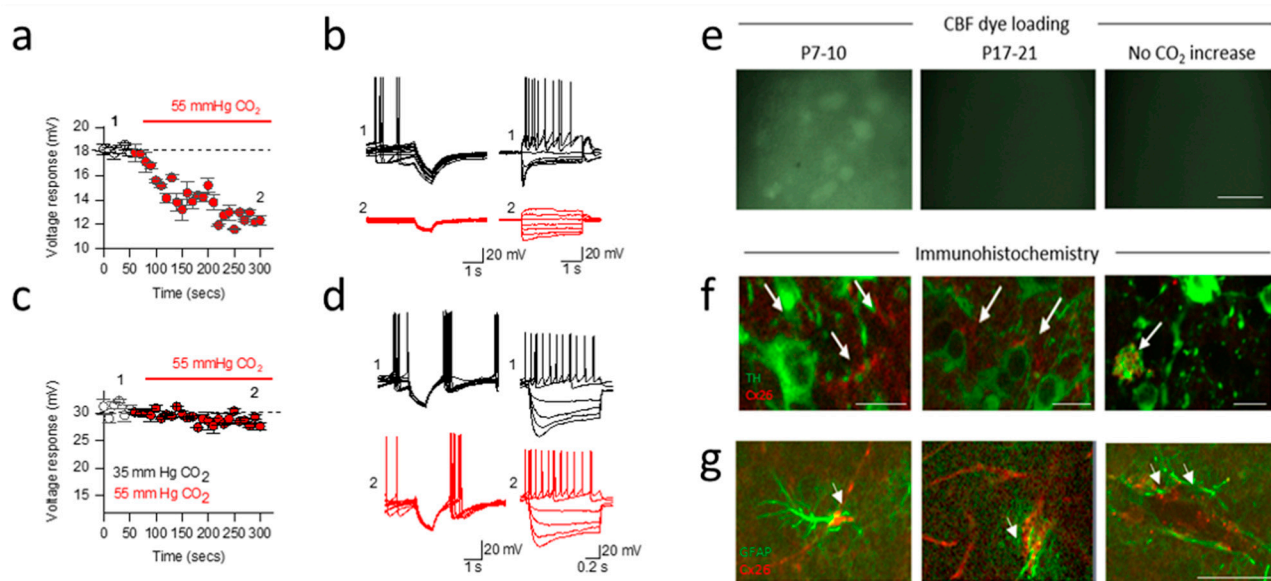 a
55 mmHg CO2
1
2
Voltage response (mV)
20
18
16
14
12
10
0 50 100 150 200 250 300
Time (secs)
b
1
2
20 mV
1 s
20 mV
1 s
c
55 mmHg CO2
1
2
Voltage response (mV)
35
30
25
20
15
35 mm Hg CO2
55 mm Hg CO2
0 50 100 150 200 250 300
Time (secs)
d
1
2
20 mV
1 s
20 mV
0.2 s
e
CBF dye loading
P7-10
P17-21
No CO2 increase
Immunohistochemistry
f
TH
Cx26
g
GFAP
Cx26